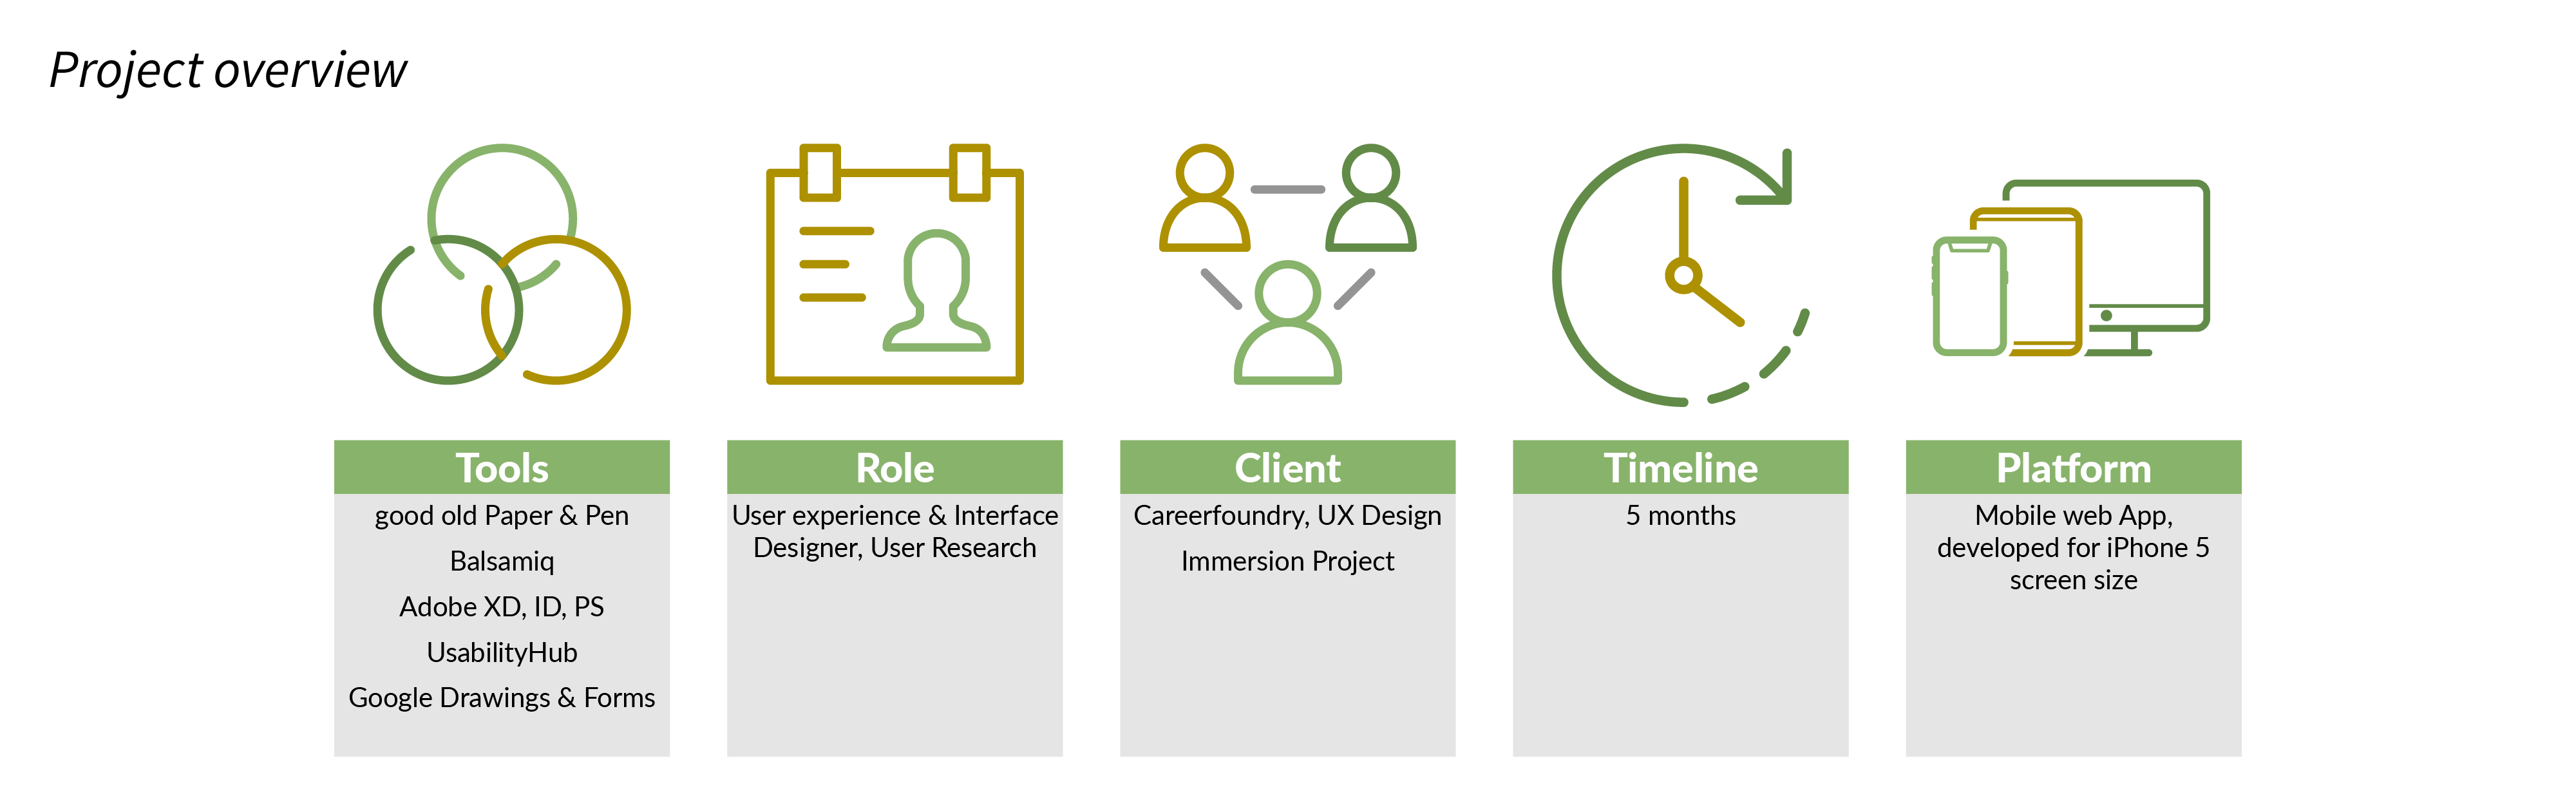 Project overview
Tools
good old Paper & Pen
Balsamiq
Adobe XD, ID, PS
UsabilityHub
Google Drawings & Forms
Role
User experience & Interface
Designer, User Research
Client
Careerfoundry, UX Design
Immersion Project
Timeline
5 months
Platform
Mobile web App,
developed for iPhone 5
screen size